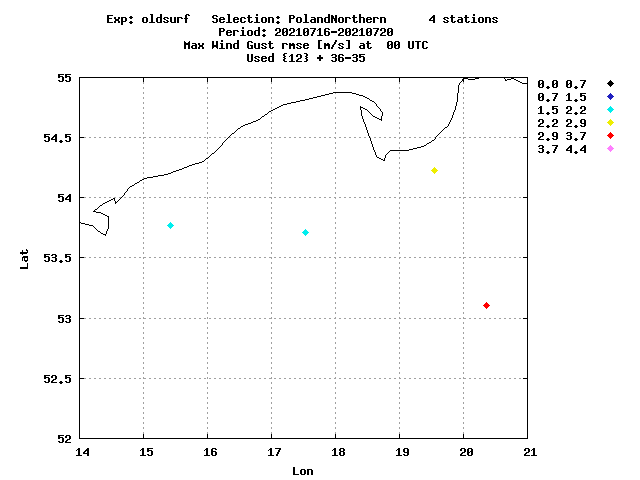 Exp: oldsurf   Selection: PolandNorthern      4 stations
Period: 20210716-20210720
Max Wind Gust rmse [m/s] at  00 UTC
Used {12} + 36-35
55
54.5
54
53.5
53
52.5
52
14 15 16 17 18 19 20 21
Lat
Lon
0.0 0.7
0.7 1.5
1.5 2.2
2.2 2.9
2.9 3.7
3.7 4.4